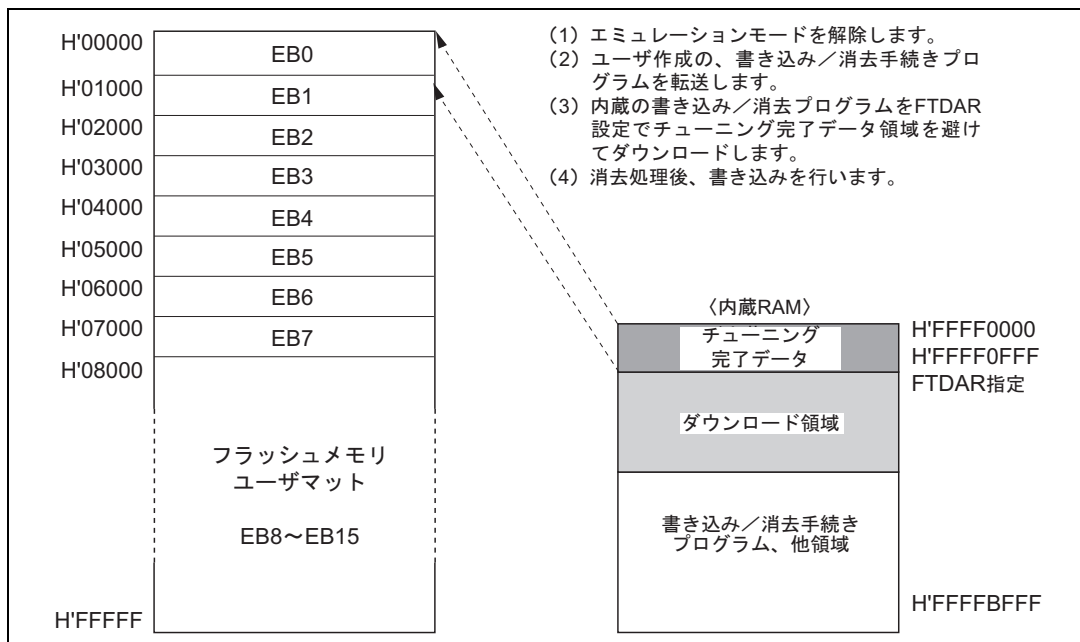 H'00000
EB0
H'01000
EB1
H'02000
EB2
H'03000
EB3
H'04000
EB4
H'05000
EB5
H'06000
EB6
H'07000
EB7
H'08000
フラッシュメモリ
ユーザマット
EB8～EB15
H'FFFFF
（1）エミュレーションモードを解除します。
（2）ユーザ作成の、書き込み／消去手続きプロ
グラムを転送します。
（3）内蔵の書き込み／消去プログラムをFTDAR
設定でチューニング完了データ領域を避け
てダウンロードします。
（4）消去処理後、書き込みを行います。
〈内蔵RAM〉
チューニング
完了データ
H'FFFF0000
H'FFFF0FFF
FTDAR指定
ダウンロード領域
書き込み／消去手続き
プログラム、他領域
H'FFFFBFFF